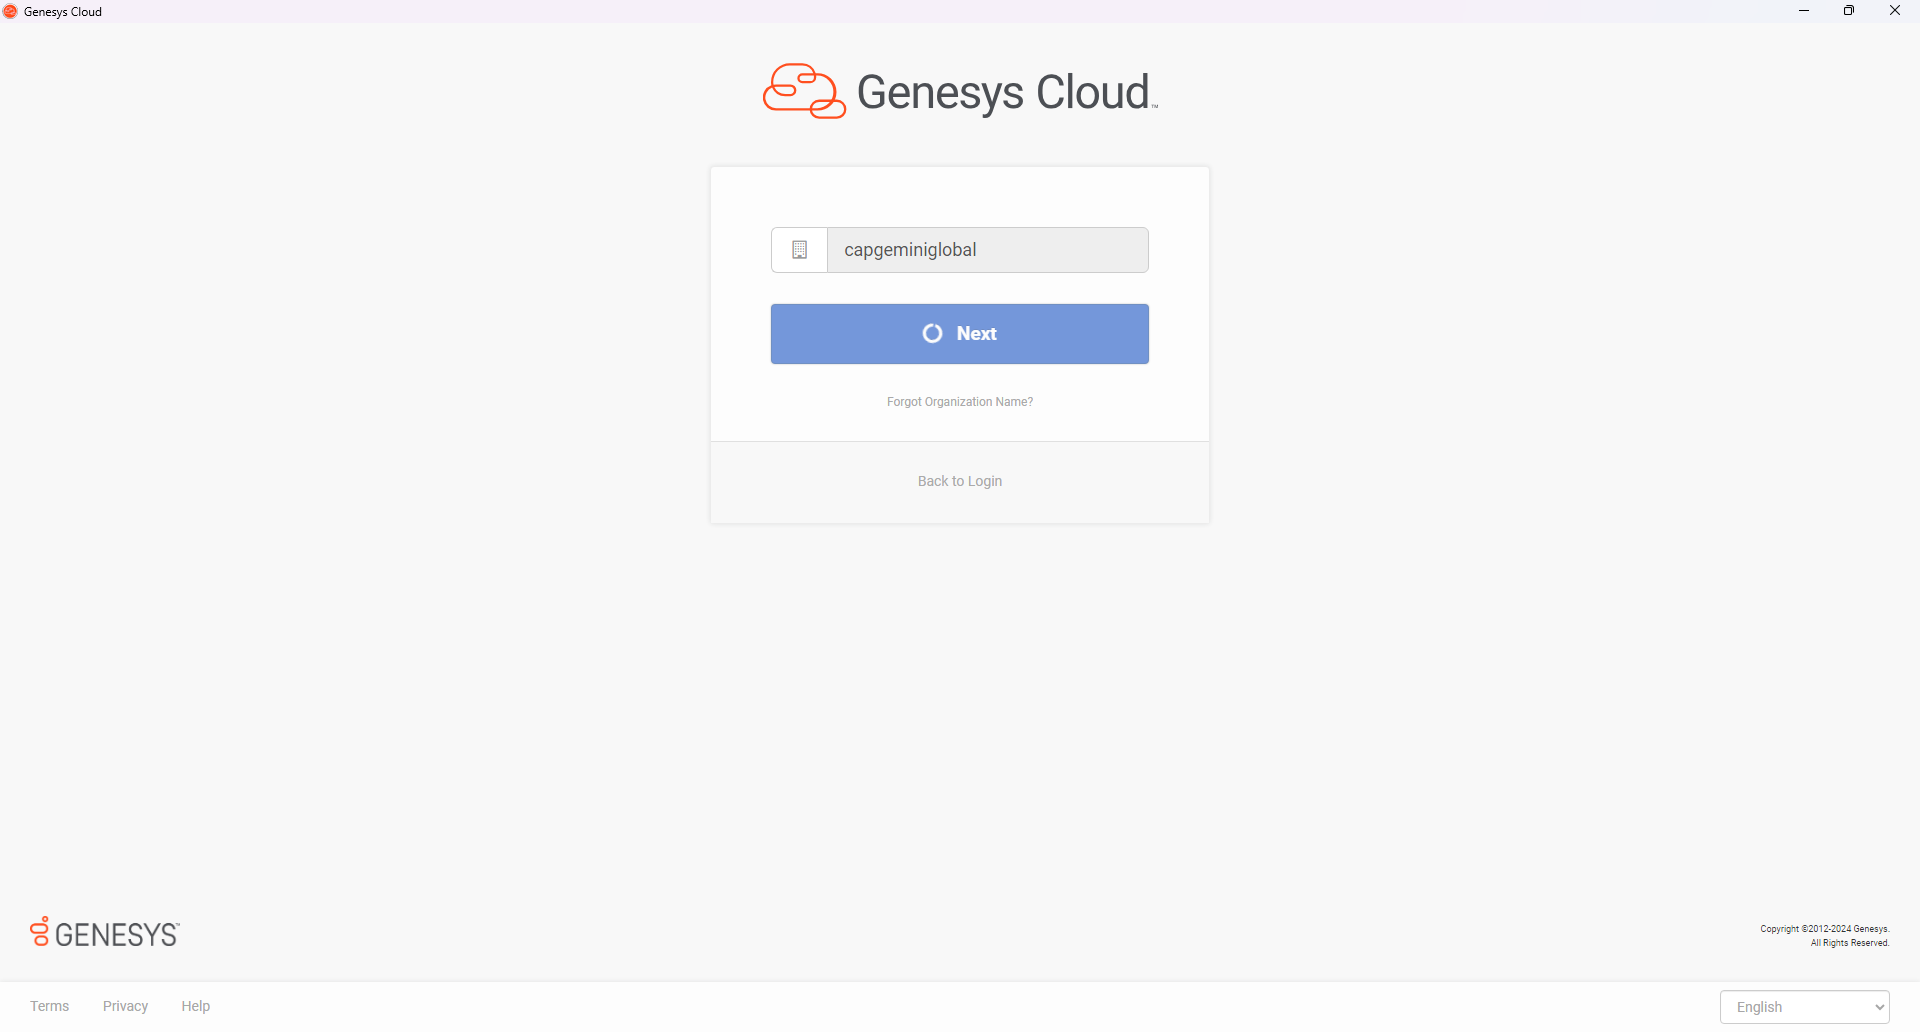 Genesys Cloud
Genesys Cloud™
capgeminiglobal
Next
Forgot Organization Name?
Back to Login
GENESYS™
Copyright ©2012-2024 Genesys.
All Rights Reserved.
Terms Privacy Help
English